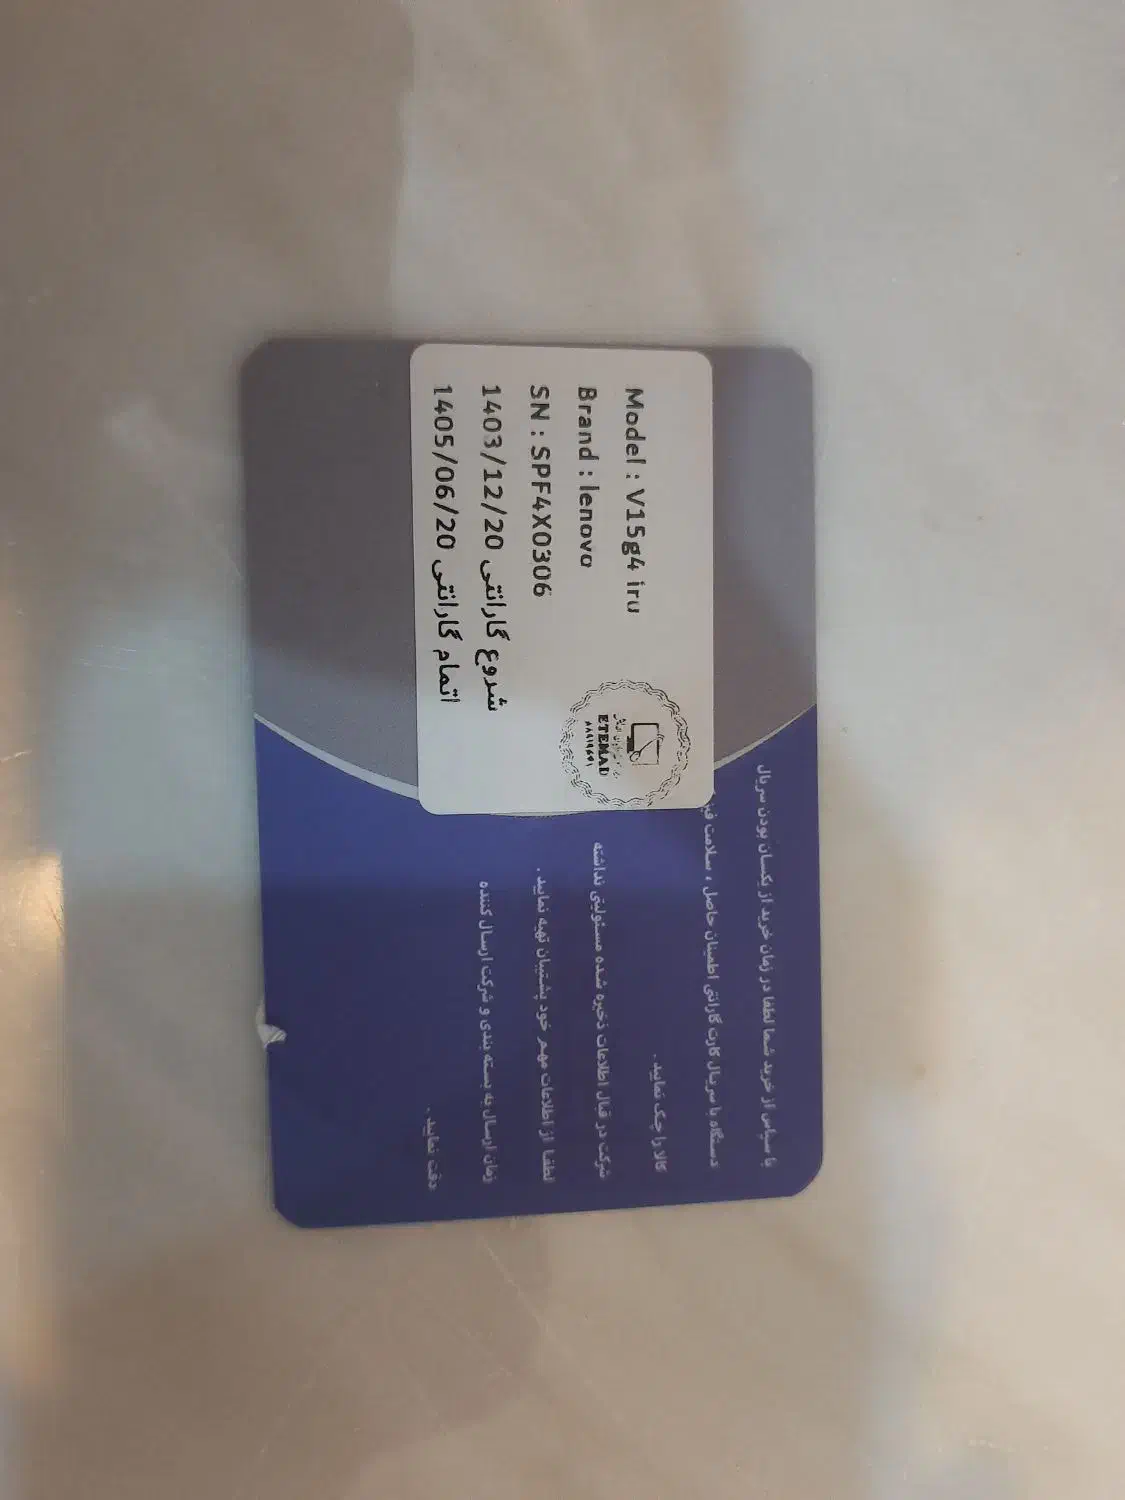 Model : V15g4 iru
Brand : lenovo
SN : SPF4X0306
1403/12/20 شروع گارانتی
1405/06/20 اتمام گارانتی
ETEMAD
با سپاس از خرید شما لطفا در زمان خرید از یکسان بودن سریال
دستگاه با سریال کارت گارانتی اطمینان حاصل ، سلامت
کالا را چک نمایید .
شرکت در قبال اطلاعات ذخیره شده مسئولیتی نداشته
لطفا از اطلاعات مهم خود پشتیبان تهیه نمایید .
زمان ارسال به بسته بندی و شرکت ارسال کننده
دقت نمایید .